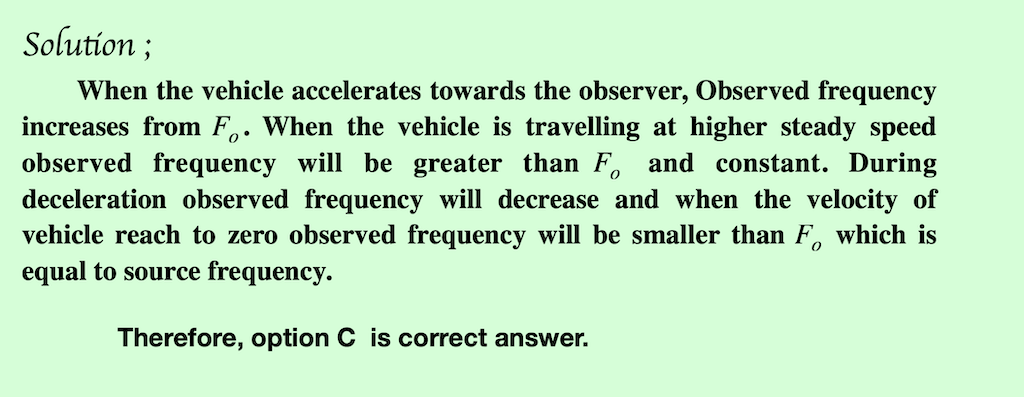 Solution ;
When the vehicle accelerates towards the observer, Observed frequency
increases from F₀. When the vehicle is travelling at higher steady speed
observed frequency will be greater than F₀ and constant. During
deceleration observed frequency will decrease and when the velocity of
vehicle reach to zero observed frequency will be smaller than F₀ which is
equal to source frequency.
Therefore, option C is correct answer.